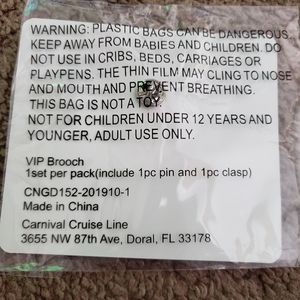 WARNING: PLASTIC BAGS CAN BE DANGEROUS,
KEEP AWAY FROM BABIES AND CHILDREN. DO
NOT USE IN CRIBS, BEDS, CARRIAGES OR
PLAYPENS. THE THIN FILM MAY CLING TO NOSE
AND MOUTH AND PREVENT BREATHING.
THIS BAG IS NOT A TOY.
NOT FOR CHILDREN UNDER 12 YEARS AND
YOUNGER, ADULT USE ONLY.
VIP Brooch
1set per pack(include 1pc pin and 1pc clasp)
CNGD152-201910-1
Made in China
Carnival Cruise Line
3655 NW 87th Ave, Doral, FL 33178